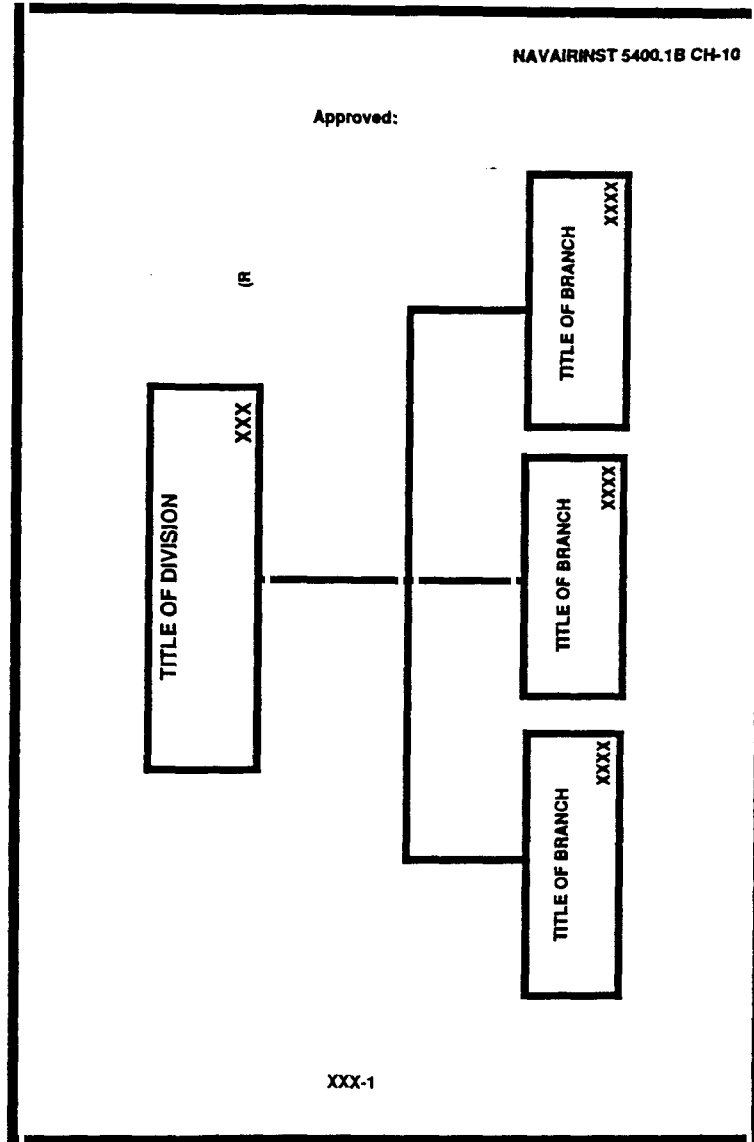 NAVAIRINST 5400.1B CH-10
Approved:
(R
TITLE OF DIVISION
XXX
TITLE OF BRANCH
XXXX
TITLE OF BRANCH
XXXX
TITLE OF BRANCH
XXXX
XXX-1